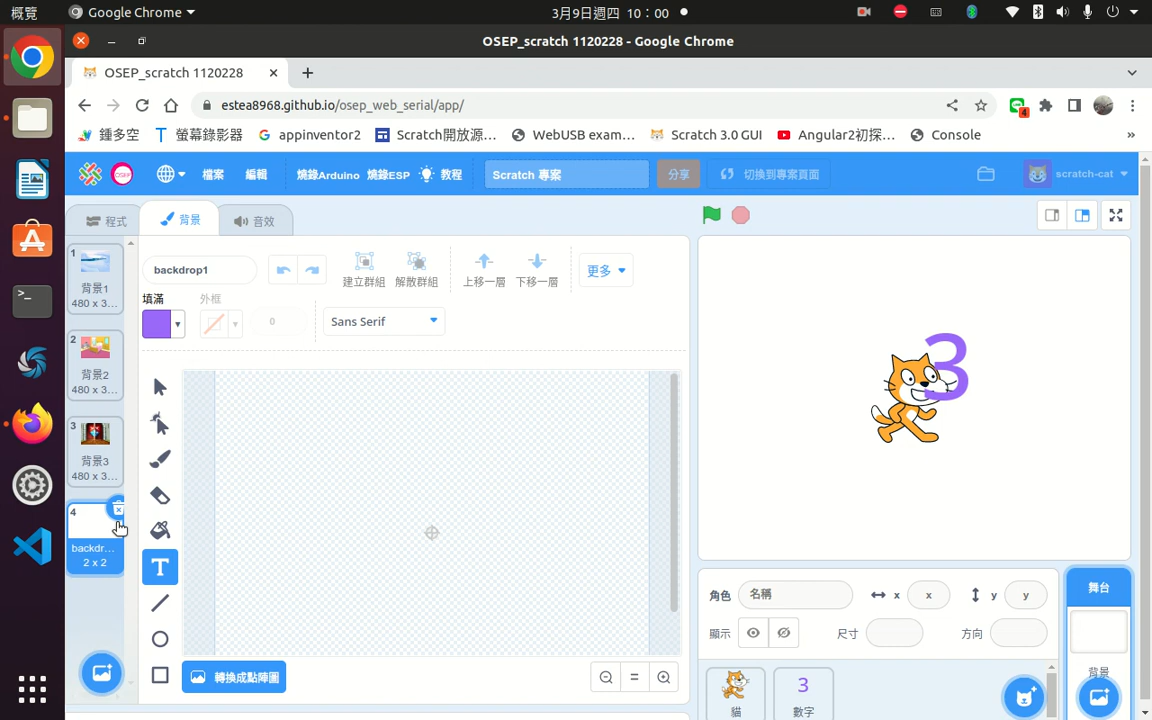 概覽 Google Chrome 3月9日週四 10：00
OSEP_scratch 1120228 - Google Chrome
OSEP_scratch 1120228
estea8968.github.io/osep_web_serial/app/ 4
鍾多空 螢幕錄影器 appinventor2 Scratch開放源... WebUSB exam... Scratch 3.0 GUI Angular2初探... Console »
OSEP 檔案 編輯 燒錄Arduino 燒錄ESP 教程 Scratch 專案 分享 切換到專案頁面 scratch-cat
程式 背景 音效
1 背景1
480 x 3...
2 背景2
480 x 3...
3 背景3
480 x 3...
4 backdr...
2 x 2
backdrop1 建立群組 解散群組 上移一層 下移一層 更多
填滿 外框 0 Sans Serif
T
轉換成點陣圖
3
角色 名稱 x x y y
顯示 尺寸 方向
貓
3 數字
舞台
背景